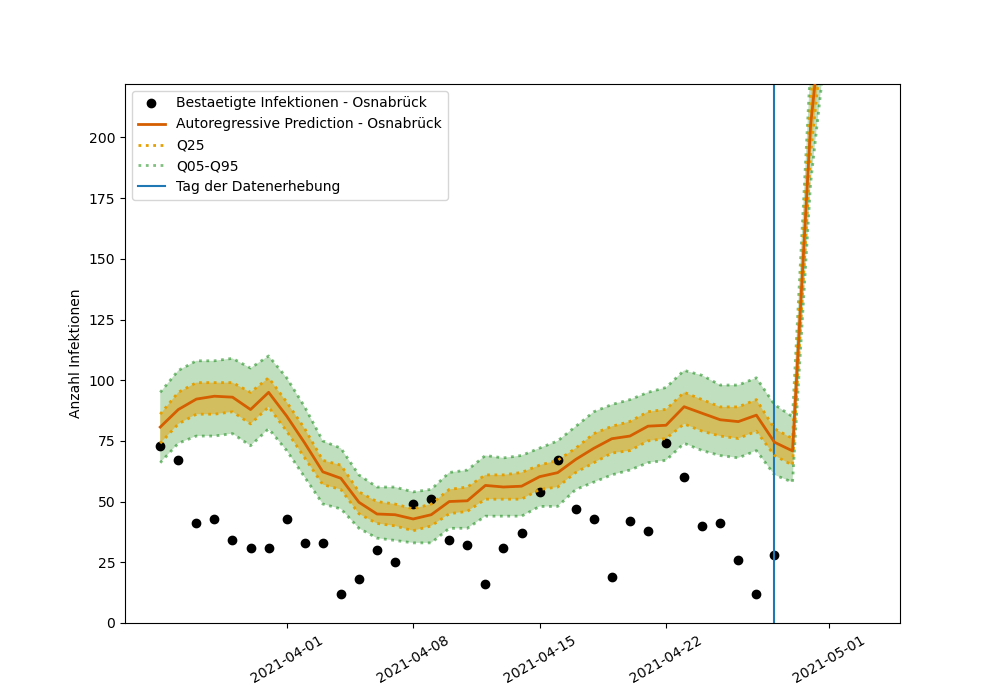 Bestaetigte Infektionen - Osnabrück
Autoregressive Prediction - Osnabrück
Q25
Q05-Q95
Tag der Datenerhebung
Anzahl Infektionen
200
175
150
125
100
75
50
25
0
2021-04-01
2021-04-08
2021-04-15
2021-04-22
2021-05-01